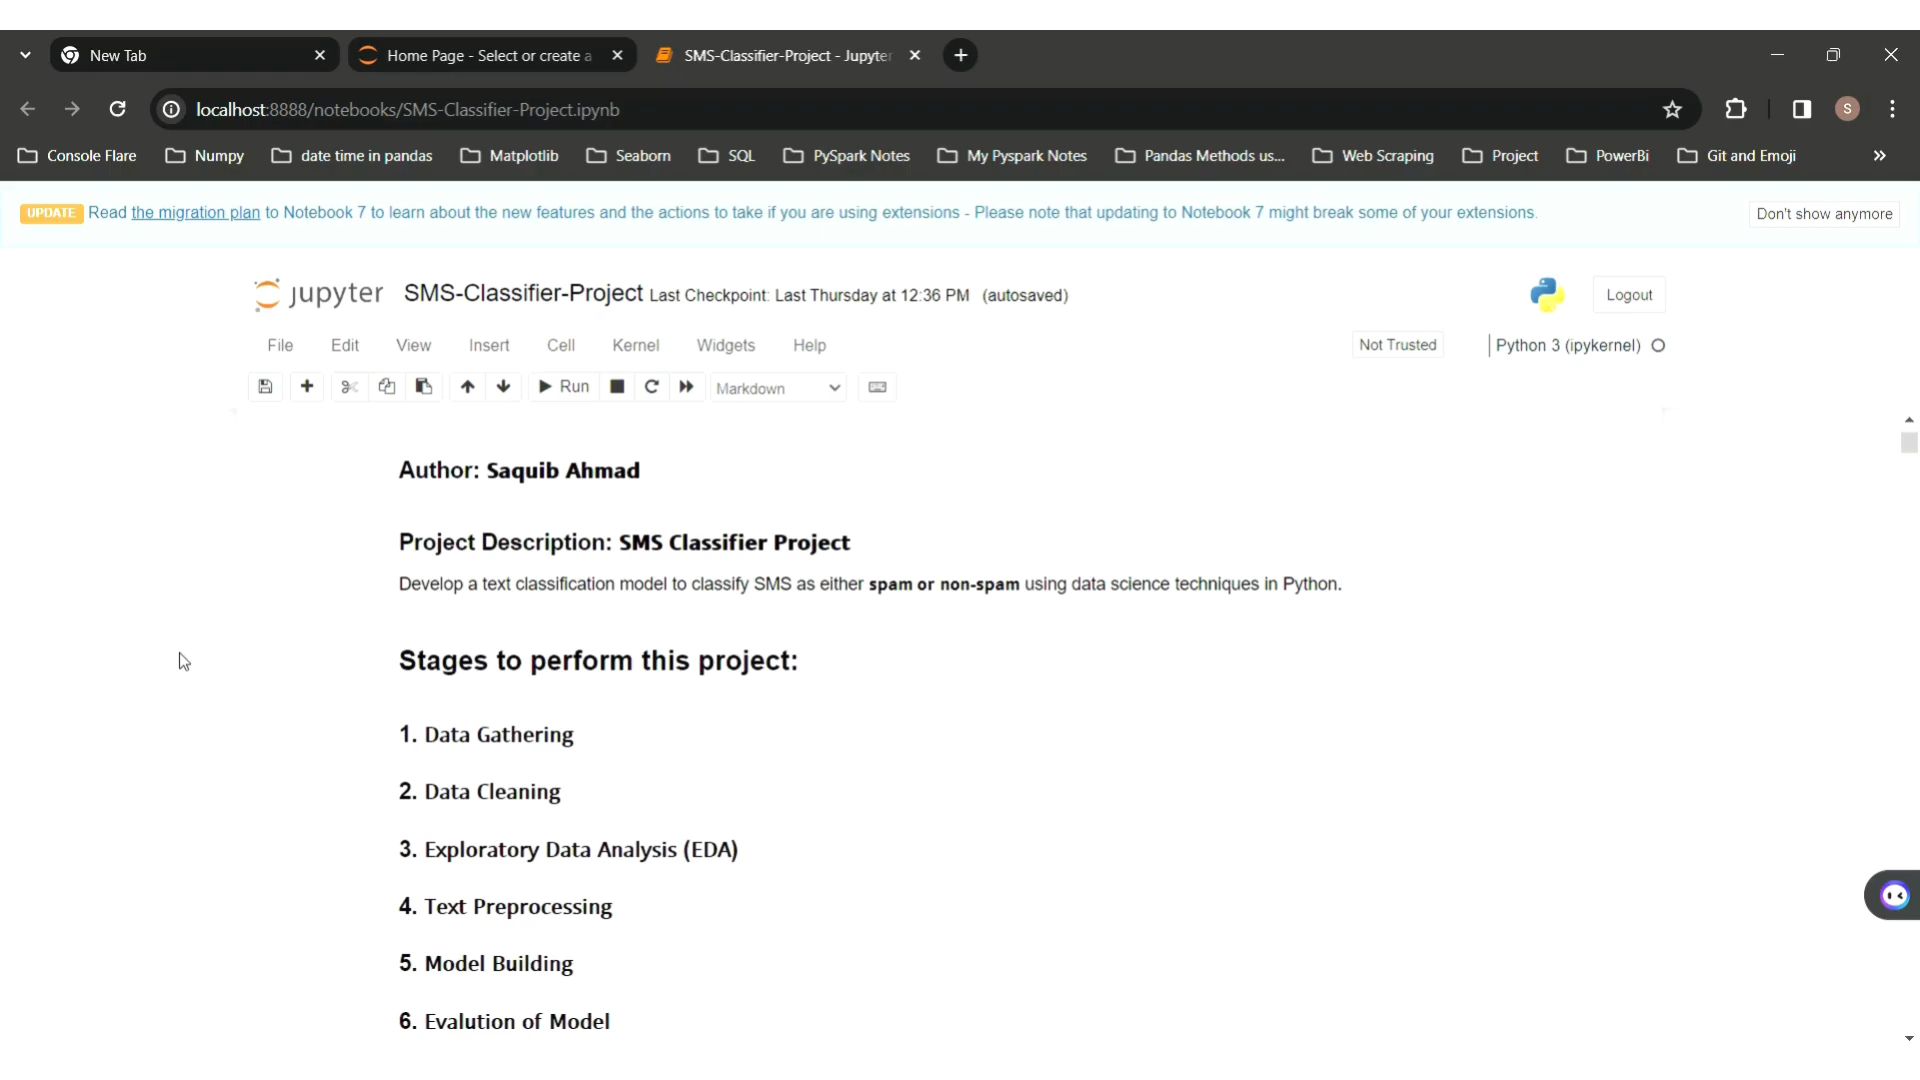 New Tab
Home Page - Select or create a
SMS-Classifier-Project - Jupyter
localhost:8888/notebooks/SMS-Classifier-Project.ipynb
S
Console Flare
Numpy
date time in pandas
Matplotlib
Seaborn
SQL
PySpark Notes
My Pyspark Notes
Pandas Methods us...
Web Scraping
Project
PowerBi
Git and Emoji
UPDATE Read the migration plan to Notebook 7 to learn about the new features and the actions to take if you are using extensions - Please note that updating to Notebook 7 might break some of your extensions.
Don't show anymore
jupyter SMS-Classifier-Project Last Checkpoint: Last Thursday at 12:36 PM (autosaved)
Logout
File Edit View Insert Cell Kernel Widgets Help
Not Trusted
Python 3 (ipykernel)
Run
Markdown
Author: Saquib Ahmad
Project Description: SMS Classifier Project
Develop a text classification model to classify SMS as either spam or non-spam using data science techniques in Python.
Stages to perform this project:
1. Data Gathering
2. Data Cleaning
3. Exploratory Data Analysis (EDA)
4. Text Preprocessing
5. Model Building
6. Evalution of Model